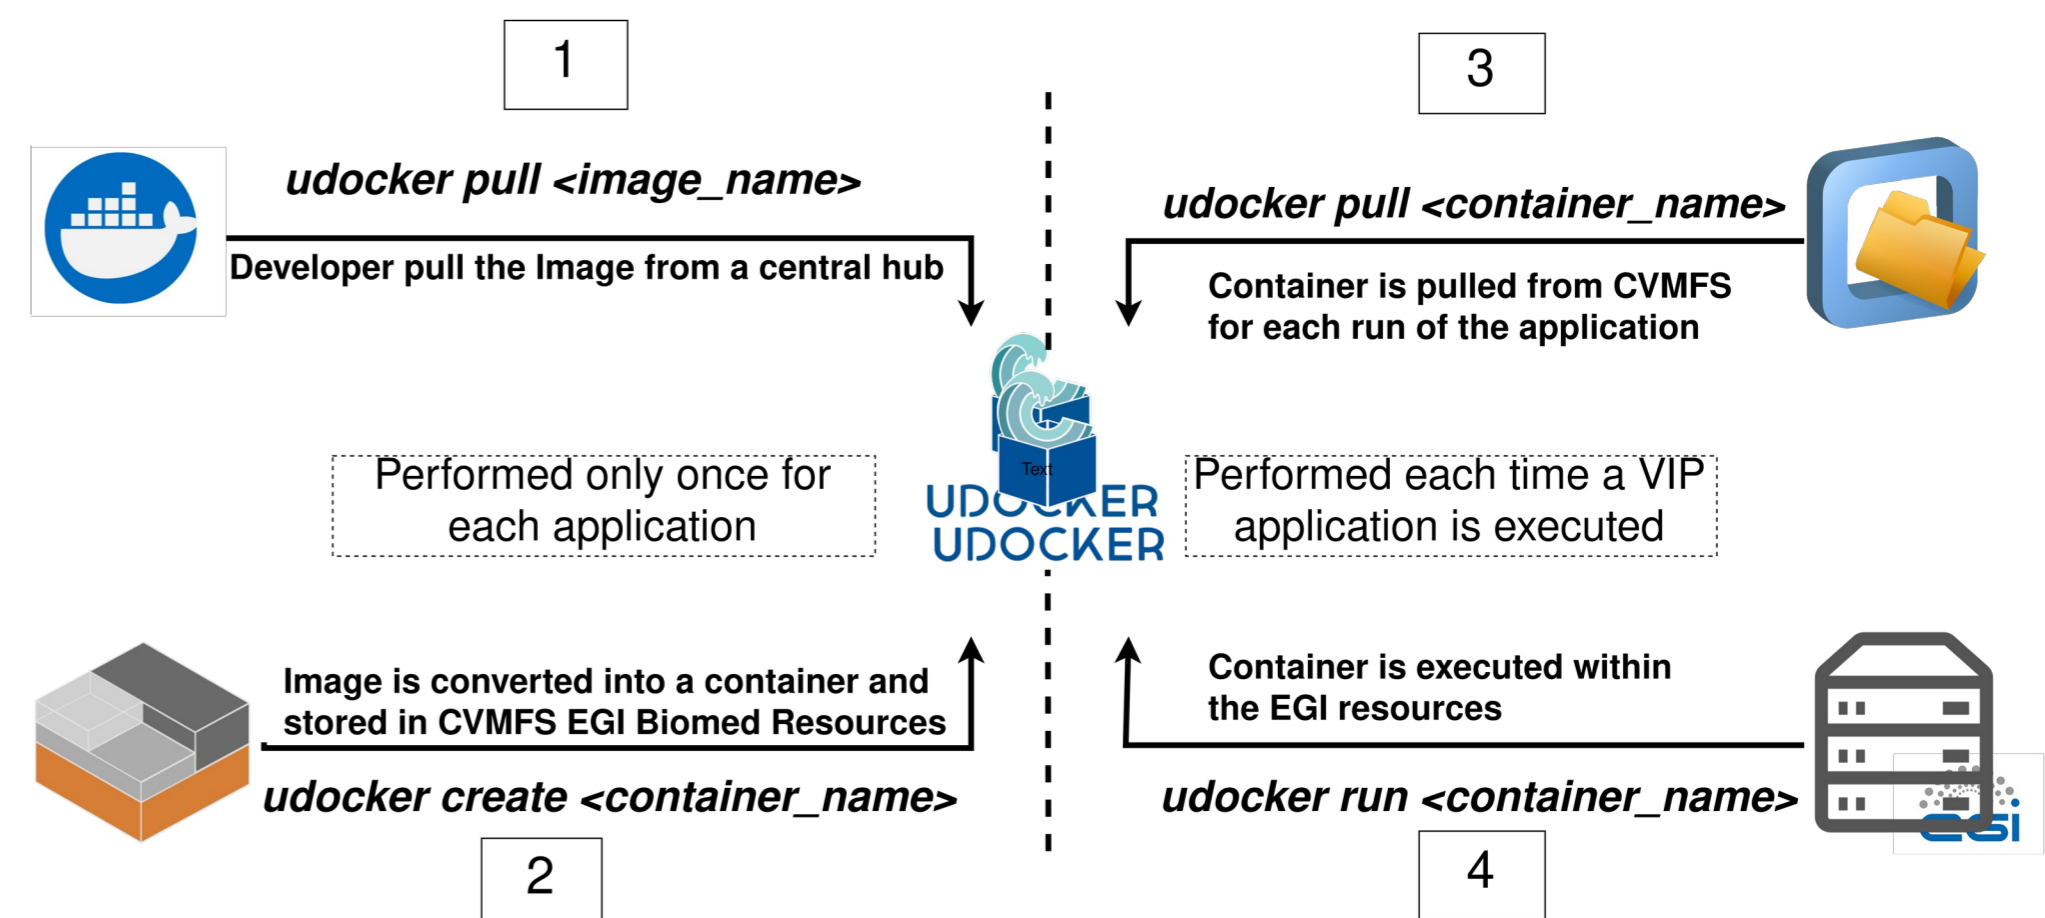 1
udocker pull <image_name>
Developer pull the Image from a central hub
Performed only once for
each application
Image is converted into a container and
stored in CVMFS EGI Biomed Resources
udocker create <container_name>
2
Text
UDOCKER
UDOCKER
3
udocker pull <container_name>
Container is pulled from CVMFS
for each run of the application
Performed each time a VIP
application is executed
Container is executed within
the EGI resources
udocker run <container_name>
EGI
4